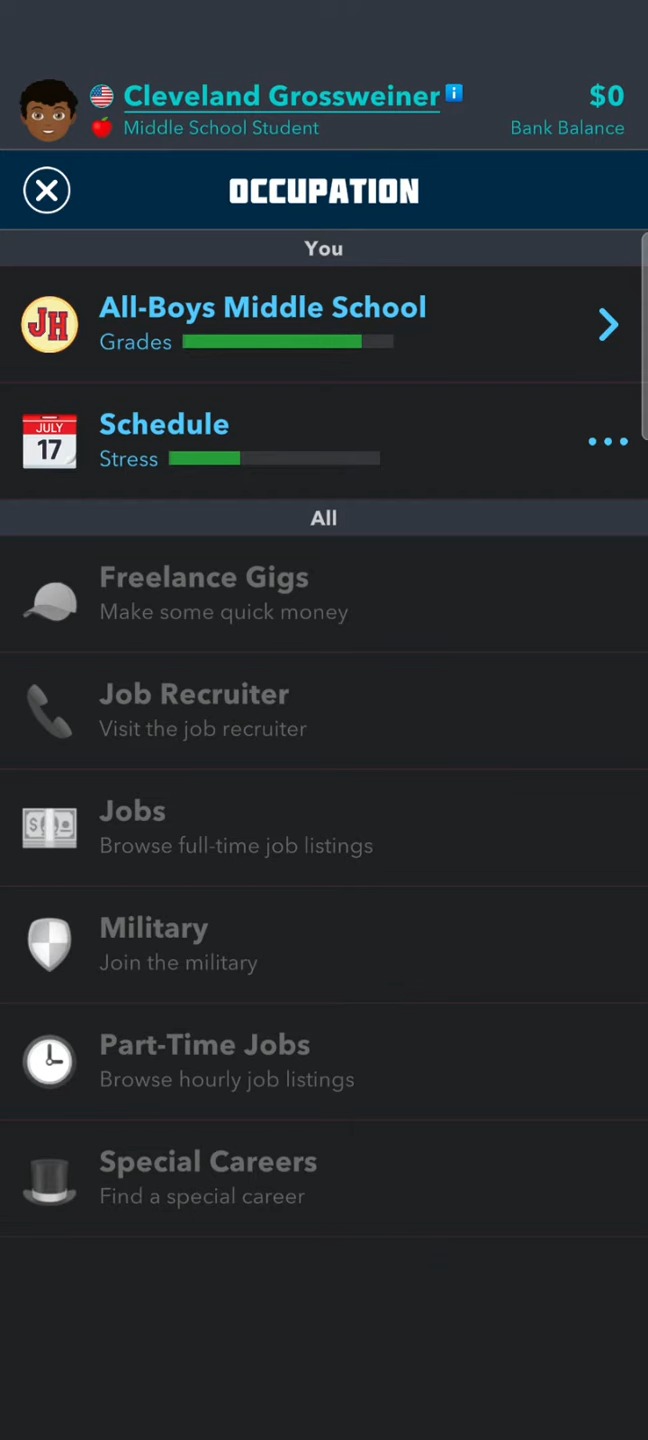 Cleveland Grossweiner i
$0
Middle School Student
Bank Balance
OCCUPATION
You
All-Boys Middle School
JH
Grades
Schedule
JULY
17
Stress
All
Freelance Gigs
Make some quick money
Job Recruiter
Visit the job recruiter
Jobs
Browse full-time job listings
Military
Join the military
Part-Time Jobs
Browse hourly job listings
Special Careers
Find a special career